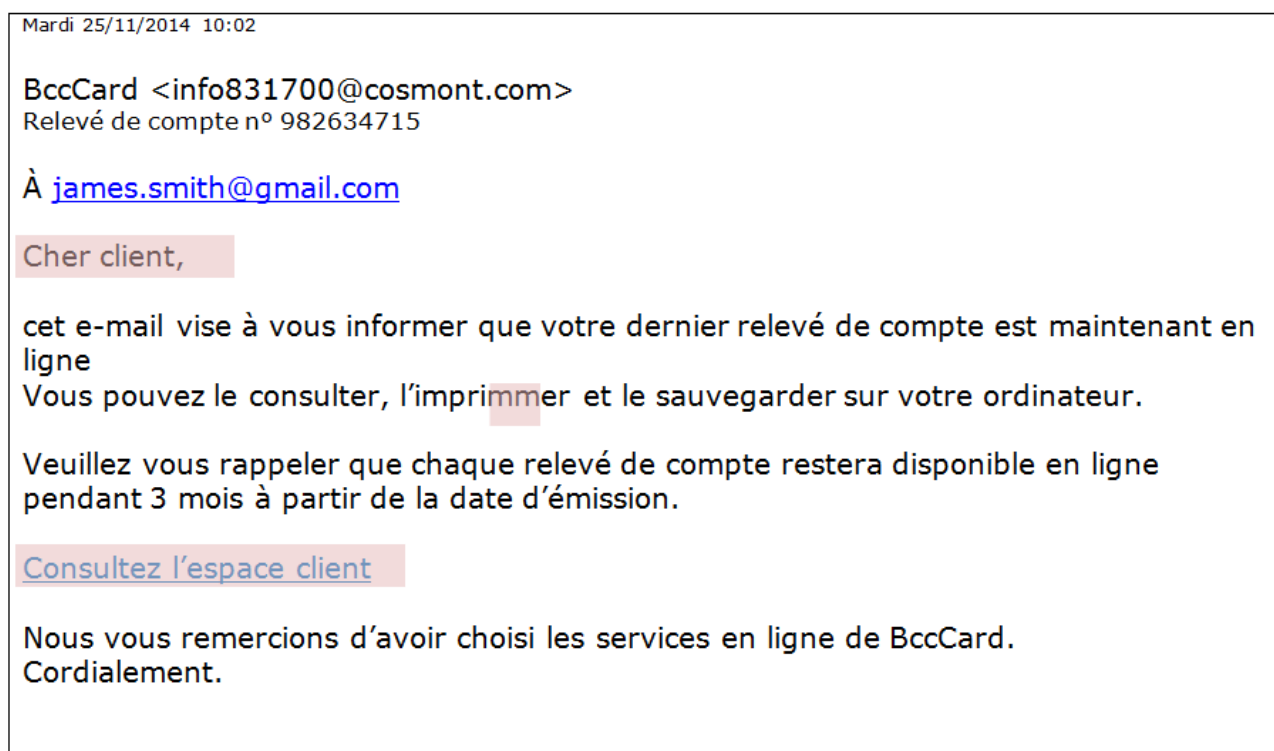 Mardi 25/11/2014 10:02
BccCard <info831700@cosmont.com>
Relevé de compte nº 982634715
À james.smith@gmail.com
Cher client,
cet e-mail vise à vous informer que votre dernier relevé de compte est maintenant en
ligne
Vous pouvez le consulter, l’imprimmer et le sauvegarder sur votre ordinateur.
Veuillez vous rappeler que chaque relevé de compte restera disponible en ligne
pendant 3 mois à partir de la date d’émission.
Consultez l’espace client
Nous vous remercions d’avoir choisi les services en ligne de BccCard.
Cordialement.